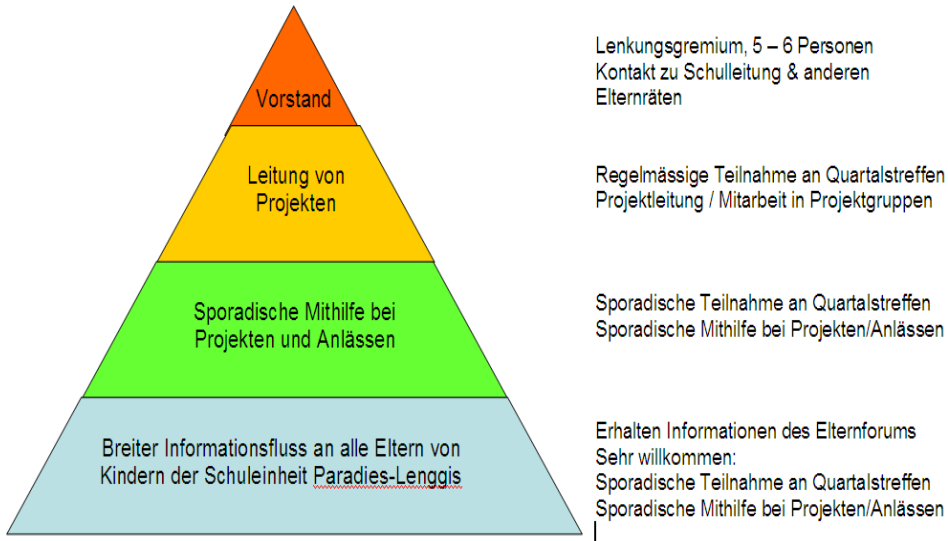 Vorstand
Lenkungsgremium, 5 – 6 Personen
Kontakt zu Schulleitung & anderen
Elternräten
Leitung von
Projekten
Regelmässige Teilnahme an Quartalstreffen
Projektleitung / Mitarbeit in Projektgruppen
Sporadische Mithilfe bei
Projekten und Anlässen
Sporadische Teilnahme an Quartalstreffen
Sporadische Mithilfe bei Projekten/Anlässen
Breiter Informationsfluss an alle Eltern von
Kindern der Schuleinheit Paradies-Lenggis
Erhalten Informationen des Elternforums
Sehr willkommen:
Sporadische Teilnahme an Quartalstreffen
Sporadische Mithilfe bei Projekten/Anlässen